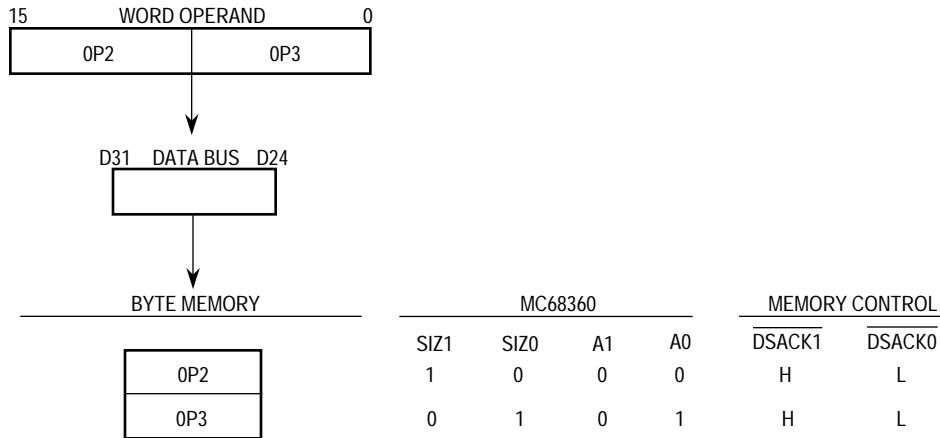 15 WORD OPERAND 0
0P2 0P3
D31 DATA BUS D24
BYTE MEMORY MC68360 MEMORY CONTROL
SIZ1 SIZ0 A1 A0 DSACK1 DSACK0
0P2 1 0 0 0 H L
0P3 0 1 0 1 H L